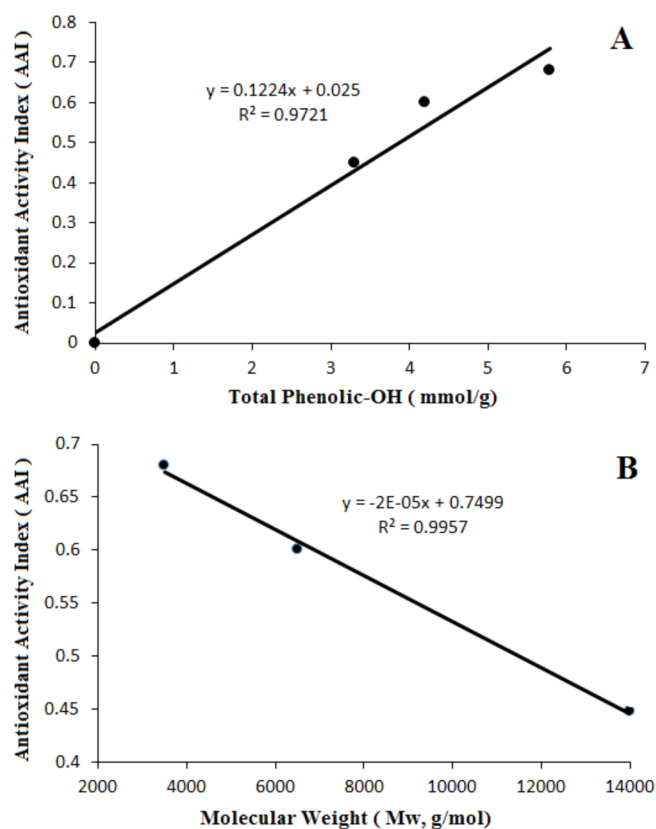 A
0.8
0.7
0.6
0.5
0.4
0.3
0.2
0.1
0
Antioxidant Activity Index ( AAI )
y = 0.1224x + 0.025
R² = 0.9721
0 1 2 3 4 5 6 7
Total Phenolic-OH ( mmol/g)
B
0.7
0.65
0.6
0.55
0.5
0.45
0.4
Antioxidant Activity Index ( AAI )
y = -2E-05x + 0.7499
R² = 0.9957
2000 4000 6000 8000 10000 12000 14000
Molecular Weight ( Mw, g/mol)